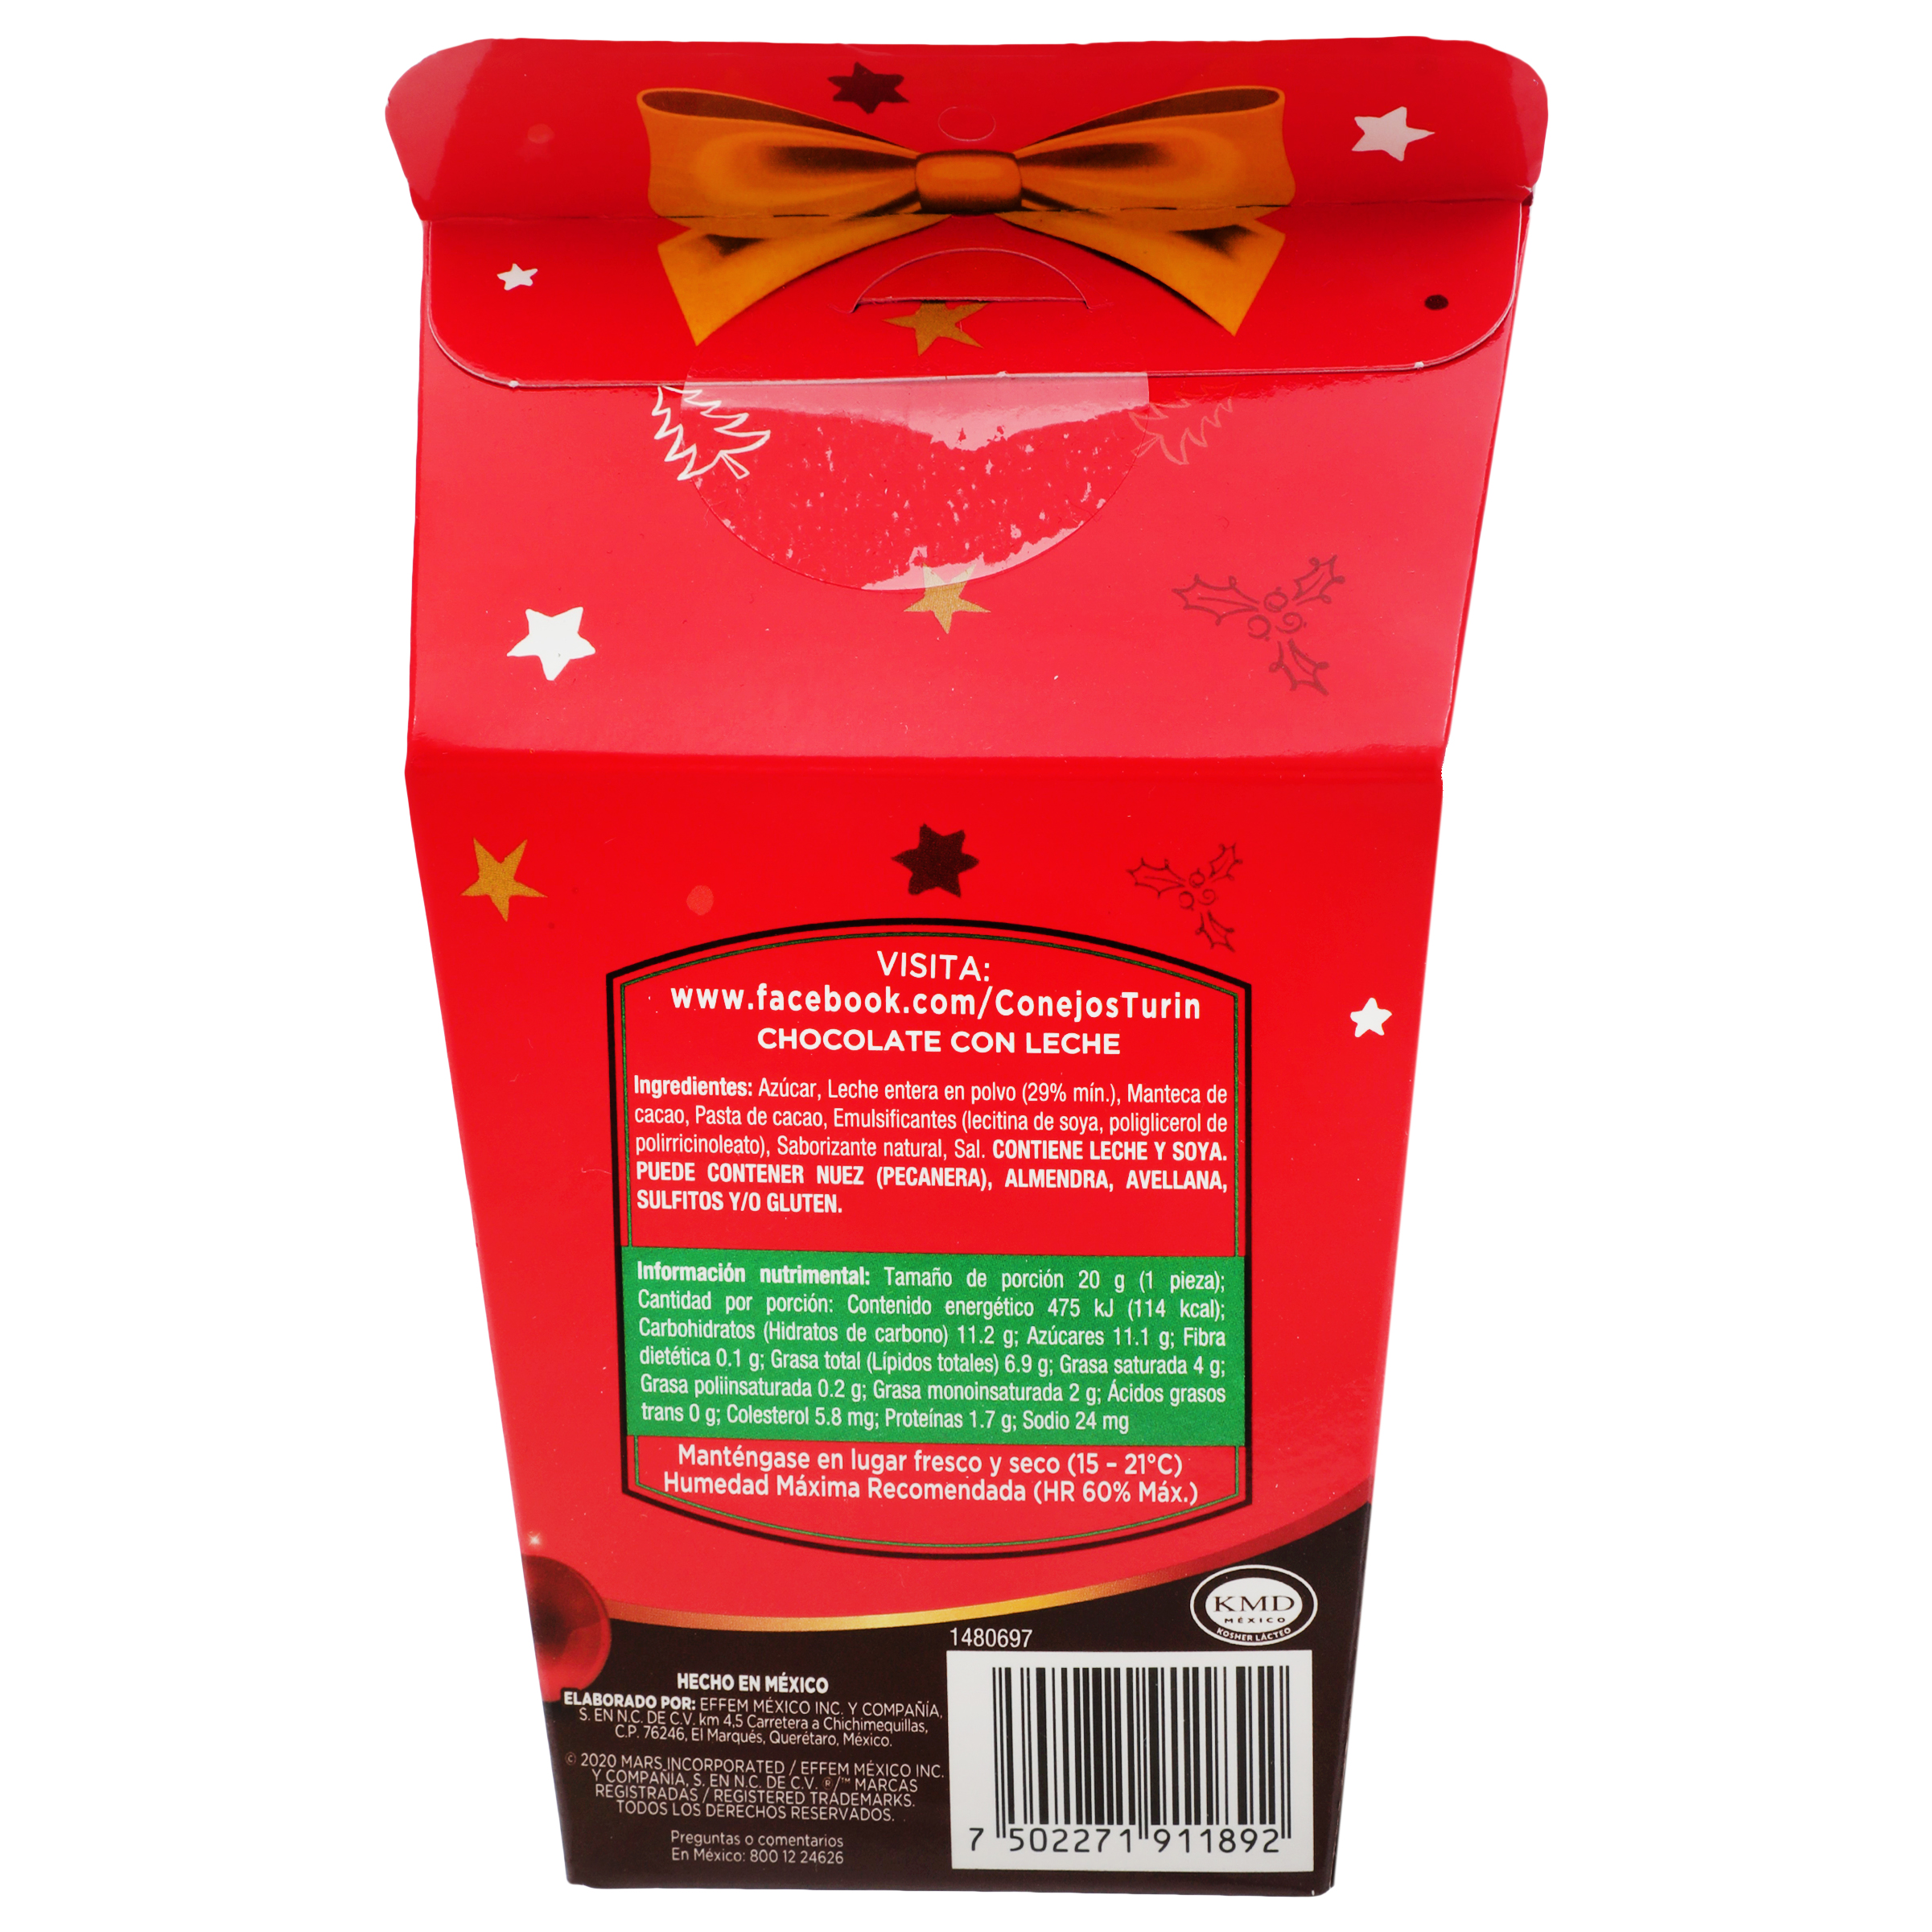 VISITA:
www.facebook.com/ConejosTurin
CHOCOLATE CON LECHE
Ingredientes: Azúcar, Leche entera en polvo (29% mín.), Manteca de
cacao, Pasta de cacao, Emulsificantes (lecitina de soya, poliglicerol de
polirricinoleato), Saborizante natural, Sal. CONTIENE LECHE Y SOYA.
PUEDE CONTENER NUEZ (PECANERA), ALMENDRA, AVELLANA,
SULFITOS Y/O GLUTEN.
Información nutrimental: Tamaño de porción 20 g (1 pieza);
Cantidad por porción: Contenido energético 475 kJ (114 kcal);
Carbohidratos (Hidratos de carbono) 11.2 g; Azúcares 11.1 g; Fibra
dietética 0.1 g; Grasa total (Lípidos totales) 6.9 g; Grasa saturada 4 g;
Grasa poliinsaturada 0.2 g; Grasa monoinsaturada 2 g; Ácidos grasos
trans 0 g; Colesterol 5.8 mg; Proteínas 1.7 g; Sodio 24 mg
Manténgase en lugar fresco y seco (15 - 21°C)
Humedad Máxima Recomendada (HR 60% Máx.)
KMD
MÉXICO
KOSHER LÁCTEO
1480697
HECHO EN MÉXICO
ELABORADO POR: EFFEM MÉXICO INC. Y COMPAÑÍA,
S. EN N.C. DE C.V. km 4,5 Carretera a Chichimequillas,
C.P. 76246, El Marqués, Querétaro, México.
© 2020 MARS, INCORPORATED / EFFEM MÉXICO INC.
Y COMPAÑÍA, S. EN N.C. DE C.V. ®/™ MARCAS
REGISTRADAS / REGISTERED TRADEMARKS.
TODOS LOS DERECHOS RESERVADOS.
Preguntas o comentarios
En México: 800 12 24626
7 502271 911892